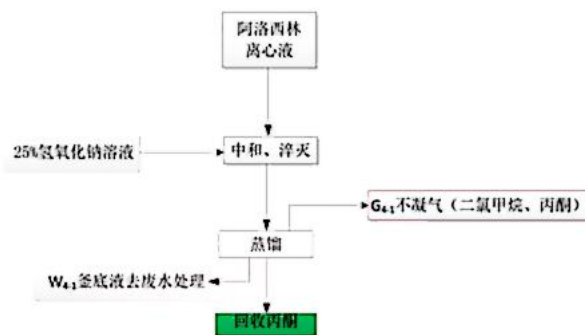 阿洛西林
离心液
25%氢氧化钠溶液
中和、淬灭
G₄₋₁不凝气（二氯甲烷、丙酮）
蒸馏
W₄₋₁釜底液去废水处理
回收丙酮